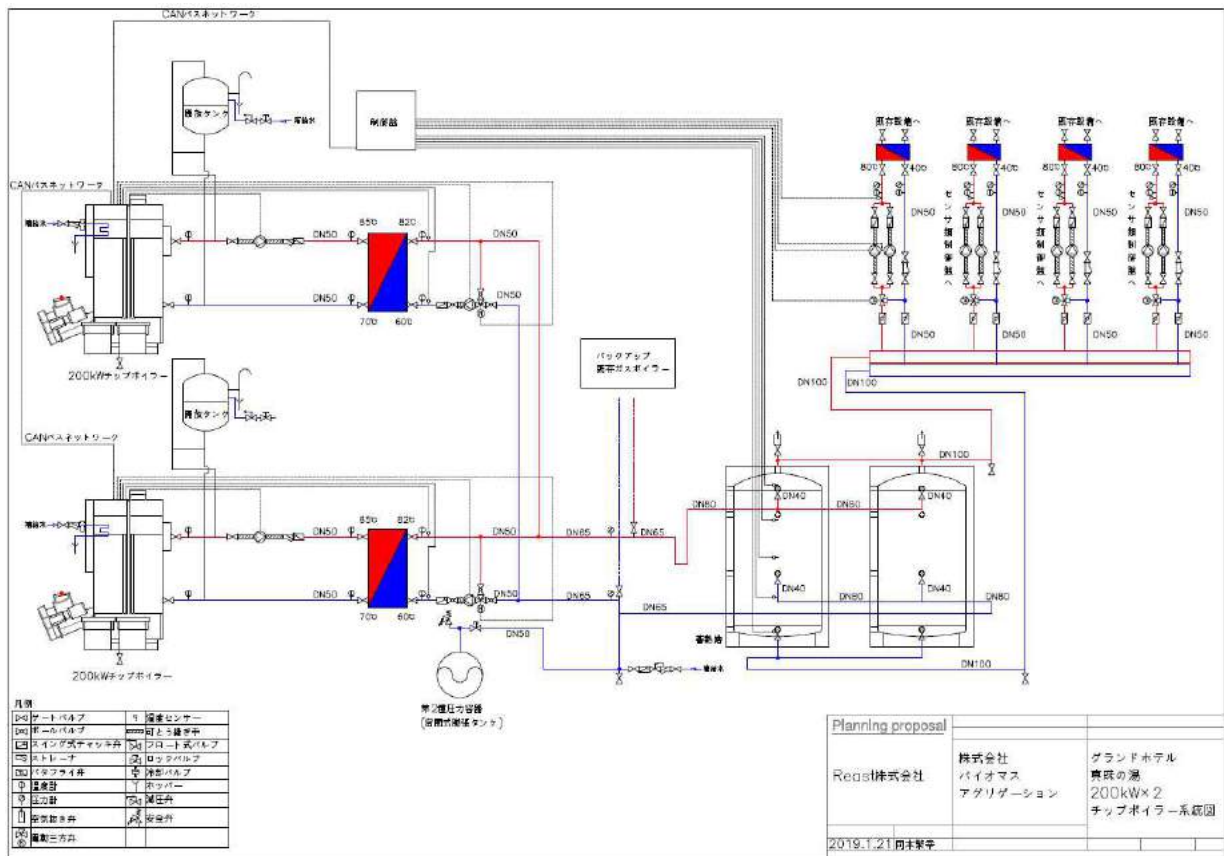 CANバスネットワーク
開放タンク
補給水
制御盤
既存設備へ
既存設備へ
既存設備へ
既存設備へ
80℃
40℃
80℃
40℃
80℃
40℃
80℃
40℃
CANバスネットワーク
補給水
DN50
85℃
82℃
DN50
DN50
DN50
DN50
DN50
センサ類制御盤へ
センサ類制御盤へ
センサ類制御盤へ
DN50
DN50
70℃
60℃
DN50
DN50
DN50
DN50
200kWチップボイラー
バックアップ
既存ガスボイラー
DN100
DN100
開放タンク
CANバスネットワーク
DN100
補給水
DN50
85℃
82℃
DN50
DN65
DN65
DN80
DN40
DN80
DN40
DN50
70℃
60℃
DN50
DN65
DN65
DN40
DN80
DN40
DN80
DN50
蓄熱槽
DN100
補給水
200kWチップボイラー
第2種圧力容器
(密閉式膨張タンク)
凡例
ゲートバルブ
温度センサー
ボールバルブ
可とう継ぎ手
スイング式チャッキ弁
フロート式バルブ
ストレーナ
ロックバルブ
バタフライ弁
冷却バルブ
温度計
ホッパー
圧力計
減圧弁
空気抜き弁
安全弁
電動三方弁
Planning proposal
Reast株式会社
株式会社
バイオマス
アグリゲーション
グランドホテル
真咲の湯
200kW×2
チップボイラー系統図
2019.1.21